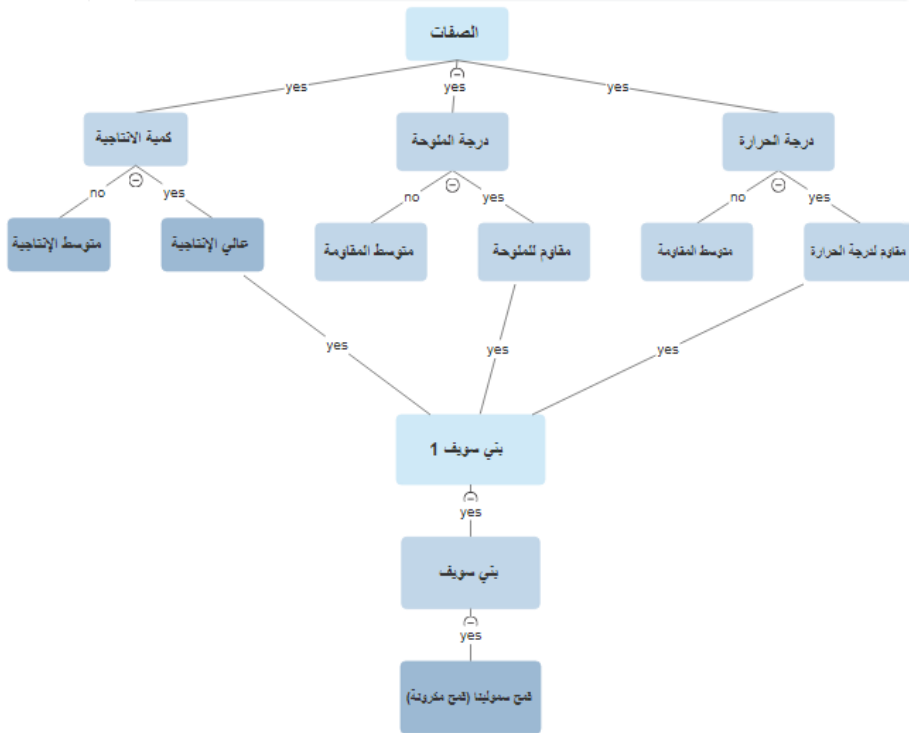 الصفات
yes
yes
yes
كمية الانتاجية
درجة الملوحة
درجة الحرارة
no
yes
no
yes
no
yes
متوسط الإنتاجية
عالي الإنتاجية
متوسط المقاومة
مقاوم للملوحة
متوسط المقاومة
مقاوم لدرجة الحرارة
yes
yes
yes
بني سويف 1
yes
بني سويف
yes
قمح سمولينا (قمح مكرونة)